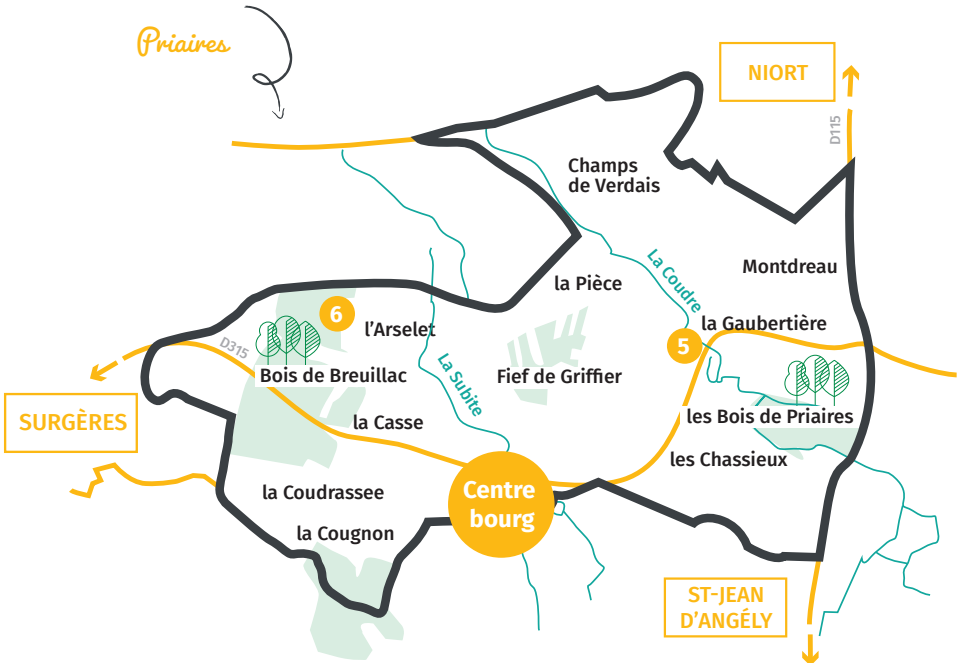 Priaires
NIORT
D115
Champs
de Verdais
Montdreau
La Coudre
la Pièce
6
l'Arselet
la Gaubertière
5
D315
Bois de Breuillac
La Subite
Fief de Griffier
SURGÈRES
la Casse
les Bois de Priaires
les Chassieux
la Coudrassee
Centre
bourg
la Cougnon
ST-JEAN
D'ANGÉLY